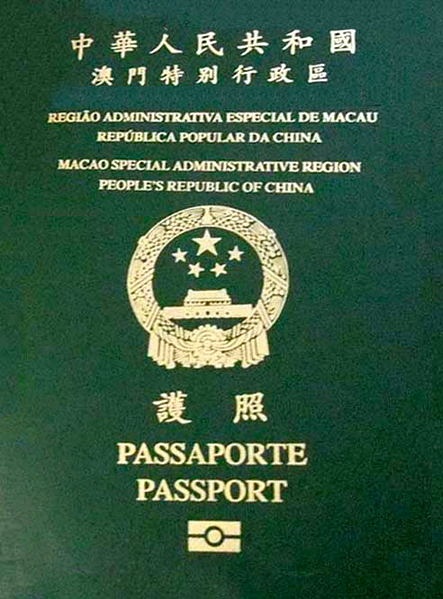 中華人民共和國
澳門特別行政區
REGIÃO ADMINISTRATIVA ESPECIAL DE MACAU
REPÚBLICA POPULAR DA CHINA
MACAO SPECIAL ADMINISTRATIVE REGION
PEOPLE'S REPUBLIC OF CHINA
護照
PASSAPORTE
PASSPORT